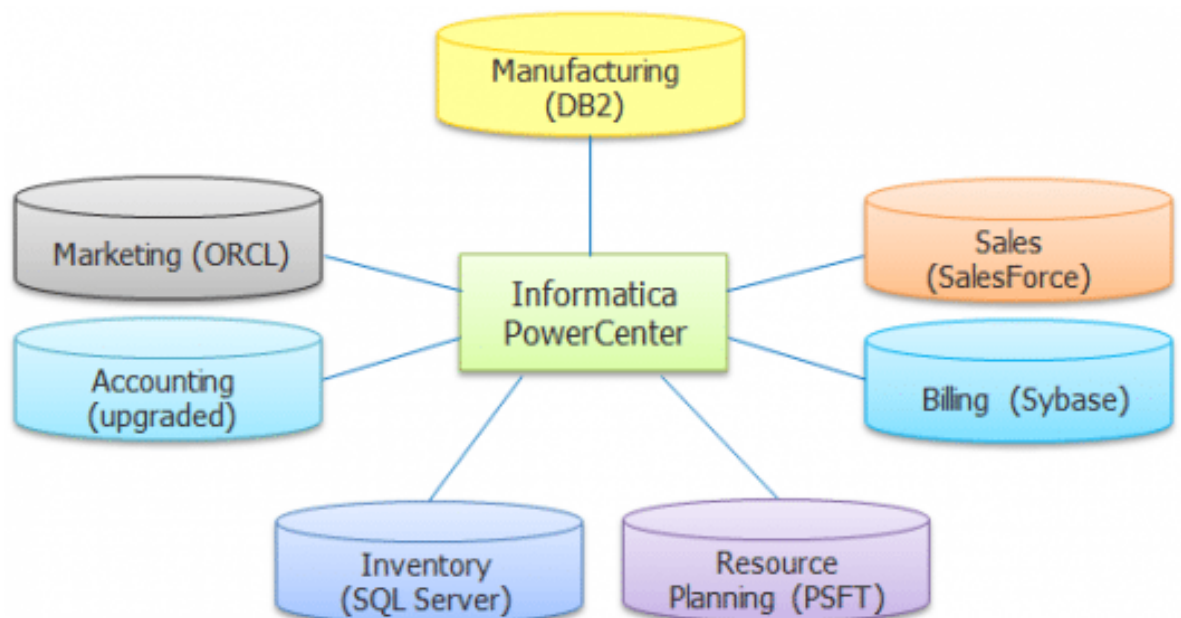 Manufacturing
(DB2)
Marketing (ORCL)
Sales
(SalesForce)
Informatica
PowerCenter
Accounting
(upgraded)
Billing (Sybase)
Inventory
(SQL Server)
Resource
Planning (PSFT)